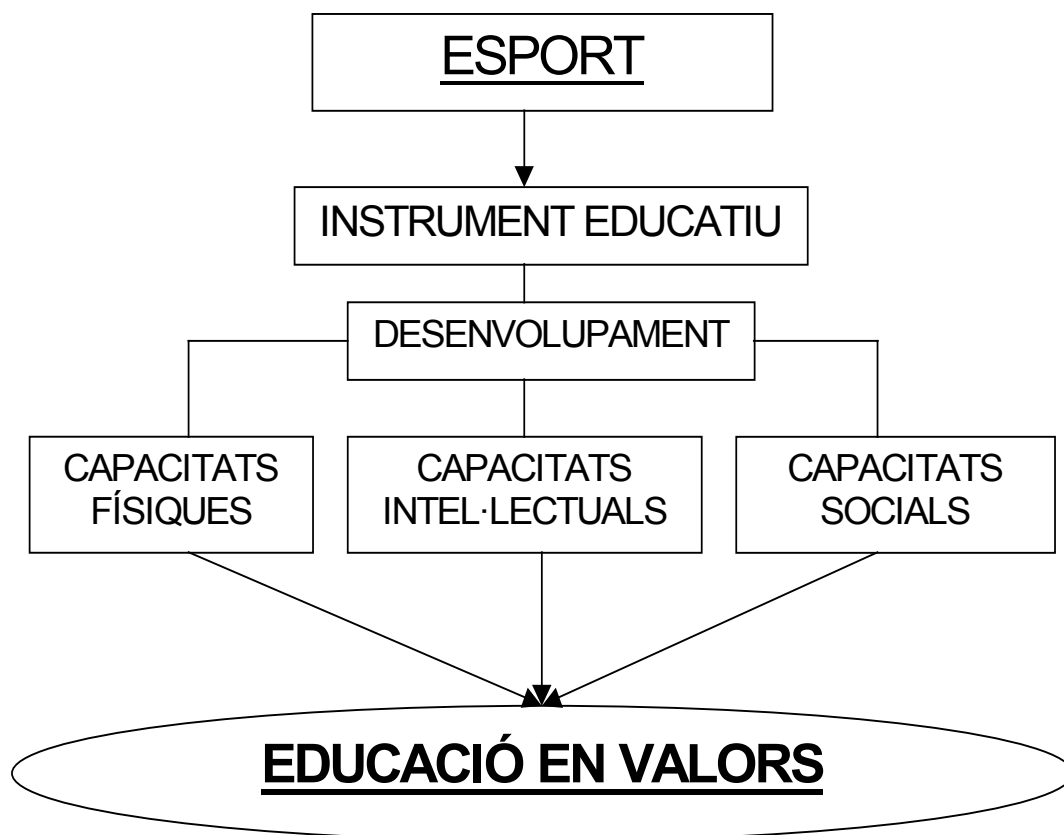 ESPORT
INSTRUMENT EDUCATIU
DESENVOLUPAMENT
CAPACITATS
FÍSIQUES
CAPACITATS
INTEL·LECTUALS
CAPACITATS
SOCIALS
EDUCACIÓ EN VALORS